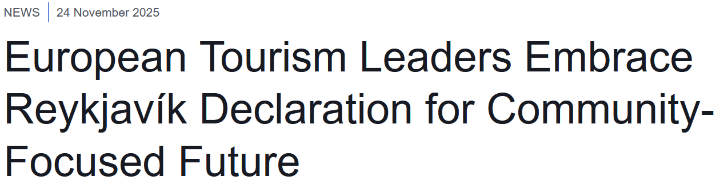 NEWS | 24 November 2025
European Tourism Leaders Embrace
Reykjavík Declaration for Community-
Focused Future